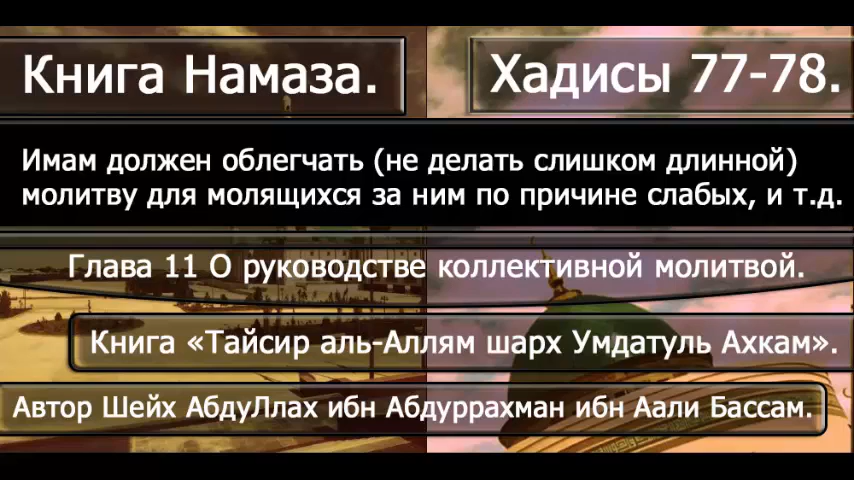 Книга Намаза.
Хадисы 77-78.
Имам должен облегчать (не делать слишком длинной)
молитву для молящихся за ним по причине слабых, и т.д.
Глава 11 О руководстве коллективной молитвой.
Книга «Тайсир аль-Аллям шарх Умдатуль Ахкам».
Автор Шейх АбдуЛлах ибн Абдуррахман ибн Аали Бассам.